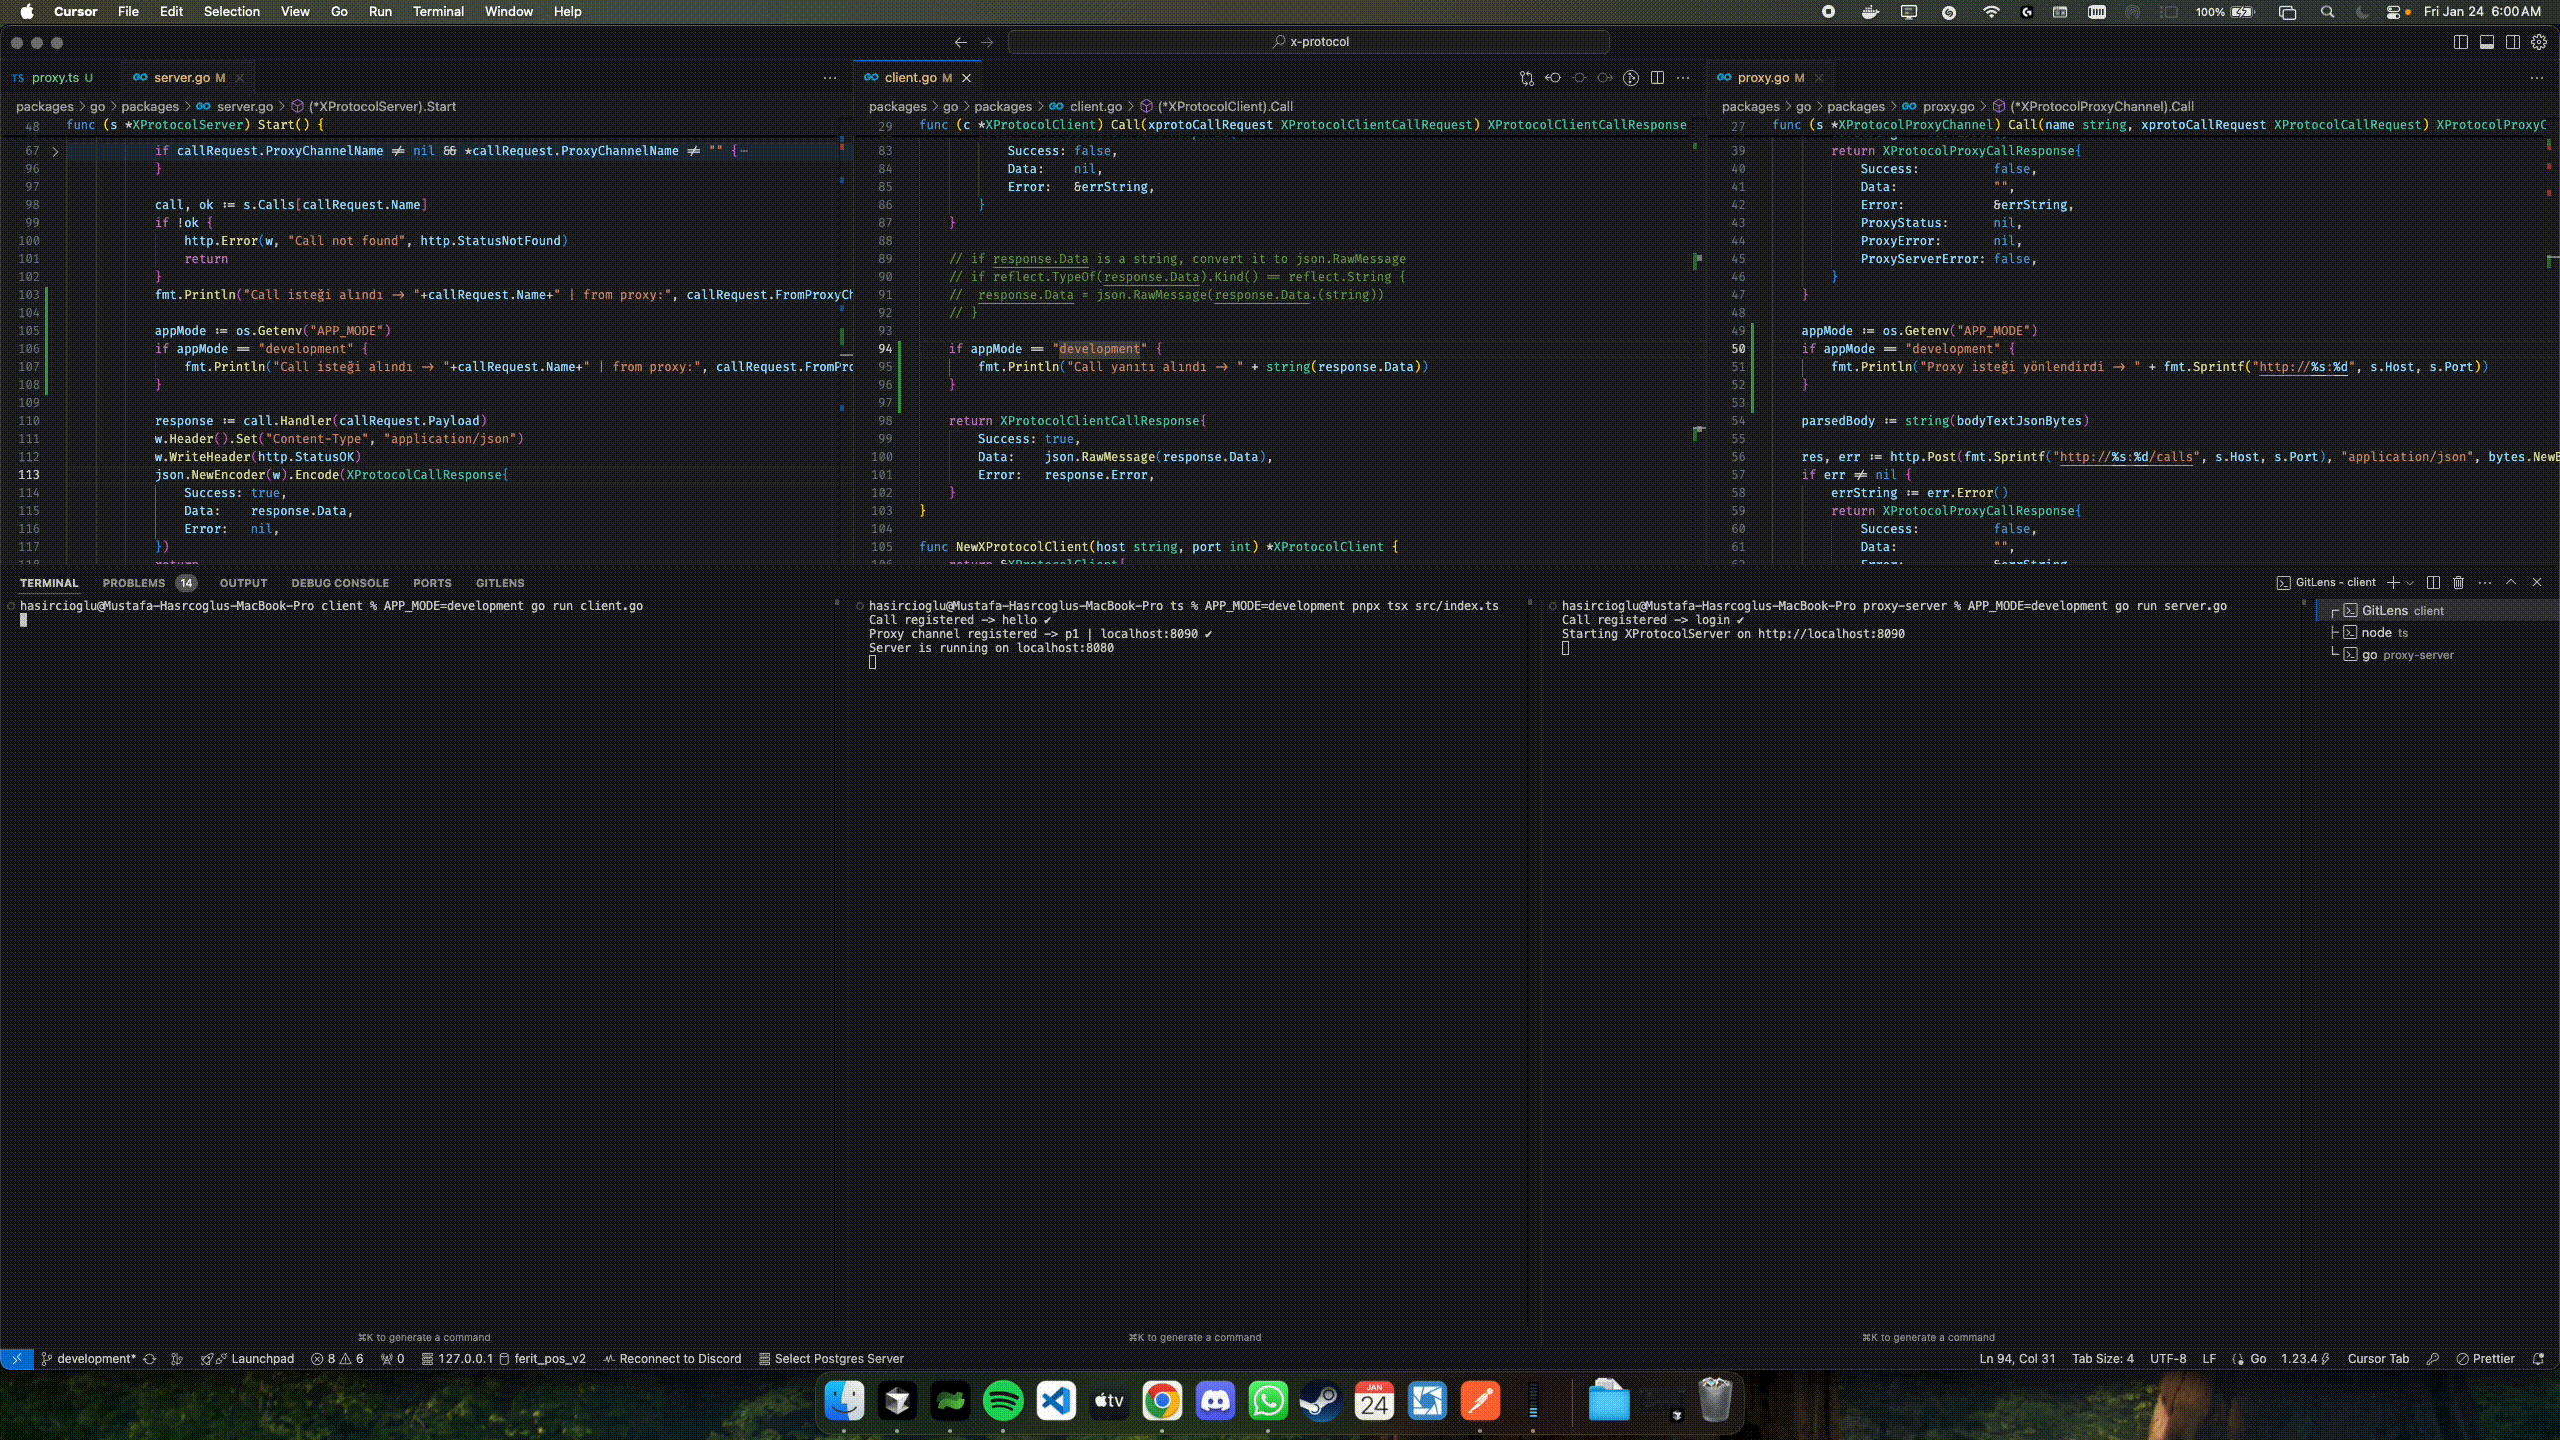 Cursor File Edit Selection View Go Run Terminal Window Help 100% Fri Jan 24 6:00 AM
x-protocol
TS proxy.ts U server.go M
packages > go > packages > server.go > (*XProtocolServer).Start
48 func (s *XProtocolServer) Start() {
67 if callRequest.ProxyChannelName ≠ nil && *callRequest.ProxyChannelName ≠ "" {
96 }
97
98 call, ok := s.Calls[callRequest.Name]
99 if !ok {
100 http.Error(w, "Call not found", http.StatusNotFound)
101 return
102 }
103 fmt.Println("Call isteği alındı → "+callRequest.Name+" | from proxy:", callRequest.FromProxyCh
104
105 appMode := os.Getenv("APP_MODE")
106 if appMode == "development" {
107 fmt.Println("Call isteği alındı → "+callRequest.Name+" | from proxy:", callRequest.FromPro
108 }
109
110 response := call.Handler(callRequest.Payload)
111 w.Header().Set("Content-Type", "application/json")
112 w.WriteHeader(http.StatusOK)
113 json.NewEncoder(w).Encode(XProtocolCallResponse{
114 Success: true,
115 Data: response.Data,
116 Error: nil,
117 })
client.go M
packages > go > packages > client.go > (*XProtocolClient).Call
29 func (c *XProtocolClient) Call(xprotoCallRequest XProtocolClientCallRequest) XProtocolClientCallResponse
83 Success: false,
84 Data: nil,
85 Error: &errString,
86 }
87 }
88
89 // if response.Data is a string, convert it to json.RawMessage
90 // if reflect.TypeOf(response.Data).Kind() == reflect.String {
91 // response.Data = json.RawMessage(response.Data.(string))
92 // }
93
94 if appMode == "development" {
95 fmt.Println("Call yanıtı alındı → " + string(response.Data))
96 }
97
98 return XProtocolClientCallResponse{
99 Success: true,
100 Data: json.RawMessage(response.Data),
101 Error: response.Error,
102 }
103 }
104
105 func NewXProtocolClient(host string, port int) *XProtocolClient {
106 return &XProtocolClient{
proxy.go M
packages > go > packages > proxy.go > (*XProtocolProxyChannel).Call
27 func (s *XProtocolProxyChannel) Call(name string, xprotoCallRequest XProtocolCallRequest) XProtocolProxyC
39 return XProtocolProxyCallResponse{
40 Success: false,
41 Data: "",
42 Error: &errString,
43 ProxyStatus: nil,
44 ProxyError: nil,
45 ProxyServerError: false,
46 }
47 }
48
49 appMode := os.Getenv("APP_MODE")
50 if appMode == "development" {
51 fmt.Println("Proxy isteği yönlendirdi → " + fmt.Sprintf("http://%s:%d", s.Host, s.Port))
52 }
53
54 parsedBody := string(bodyTextJsonBytes)
55
56 res, err := http.Post(fmt.Sprintf("http://%s:%d/calls", s.Host, s.Port), "application/json", bytes.NewB
57 if err ≠ nil {
58 errString := err.Error()
59 return XProtocolProxyCallResponse{
60 Success: false,
61 Data: "",
62 Error: &errString
TERMINAL PROBLEMS 14 OUTPUT DEBUG CONSOLE PORTS GITLENS GitLens - client
hasircioglu@Mustafa-Hasrcoglus-MacBook-Pro client % APP_MODE=development go run client.go
hasircioglu@Mustafa-Hasrcoglus-MacBook-Pro ts % APP_MODE=development pnpx tsx src/index.ts
Call registered -> hello ✔
Proxy channel registered -> p1 | localhost:8090 ✔
Server is running on localhost:8080
hasircioglu@Mustafa-Hasrcoglus-MacBook-Pro proxy-server % APP_MODE=development go run server.go
Call registered -> login ✔
Starting XProtocolServer on http://localhost:8090
GitLens client
node ts
go proxy-server
⌘K to generate a command
⌘K to generate a command
⌘K to generate a command
development* Launchpad 8 6 0 127.0.0.1 ferit_pos_v2 Reconnect to Discord Select Postgres Server Ln 94, Col 31 Tab Size: 4 UTF-8 LF Go 1.23.4 Cursor Tab Prettier
tv
JAN
24